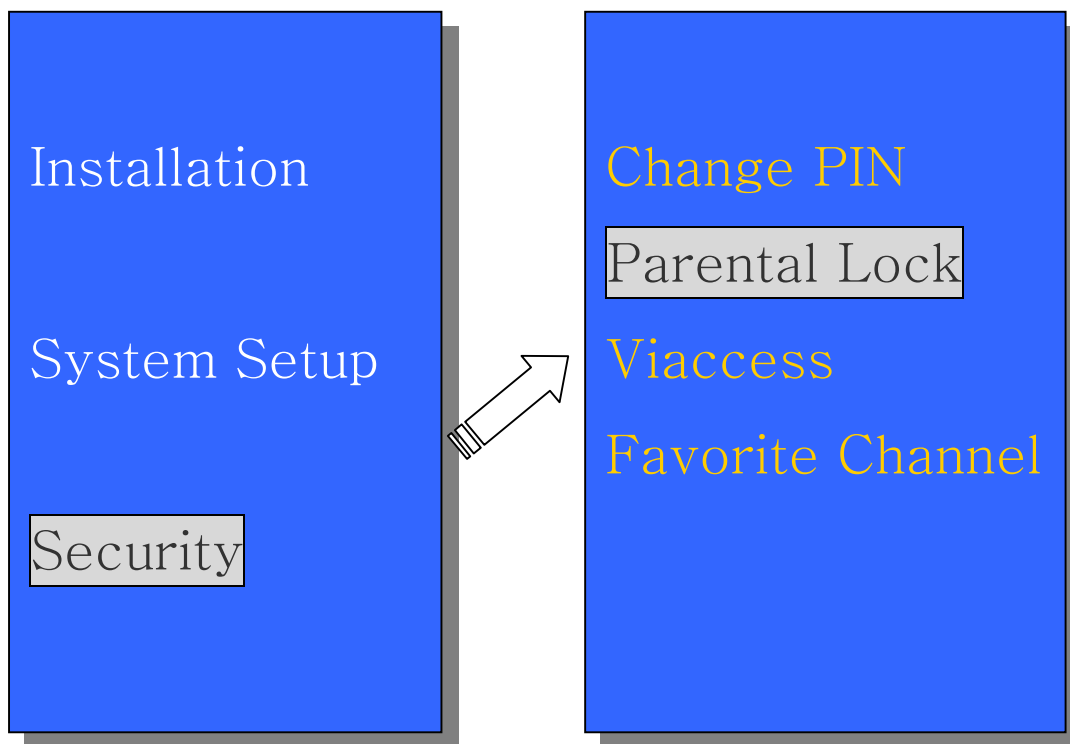 Installation
System Setup
Security
Change PIN
Parental Lock
Viaccess
Favorite Channel